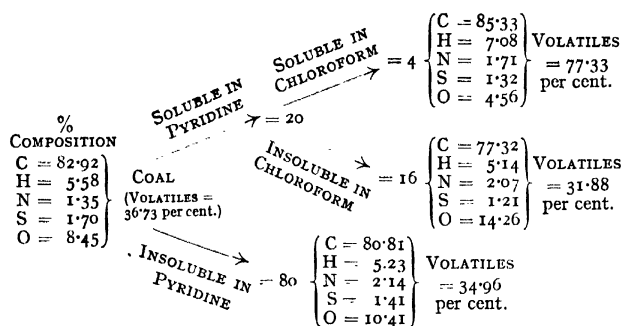 %
COMPOSITION
C = 82·92
H = 5·58
N = 1·35
S = 1·70
O = 8·45
COAL
(VOLATILES =
36·73 per cent.)
SOLUBLE IN
PYRIDINE
= 20
SOLUBLE IN
CHLOROFORM
= 4
C = 85·33
H = 7·08
N = 1·71
S = 1·32
O = 4·56
VOLATILES
= 77·33
per cent.
INSOLUBLE IN
CHLOROFORM
= 16
C = 77·32
H = 5·14
N = 2·07
S = 1·21
O = 14·26
VOLATILES
= 31·88
per cent.
INSOLUBLE IN
PYRIDINE
= 80
C = 80·81
H = 5·23
N = 2·14
S = 1·41
O = 10·41
VOLATILES
= 34·96
per cent.